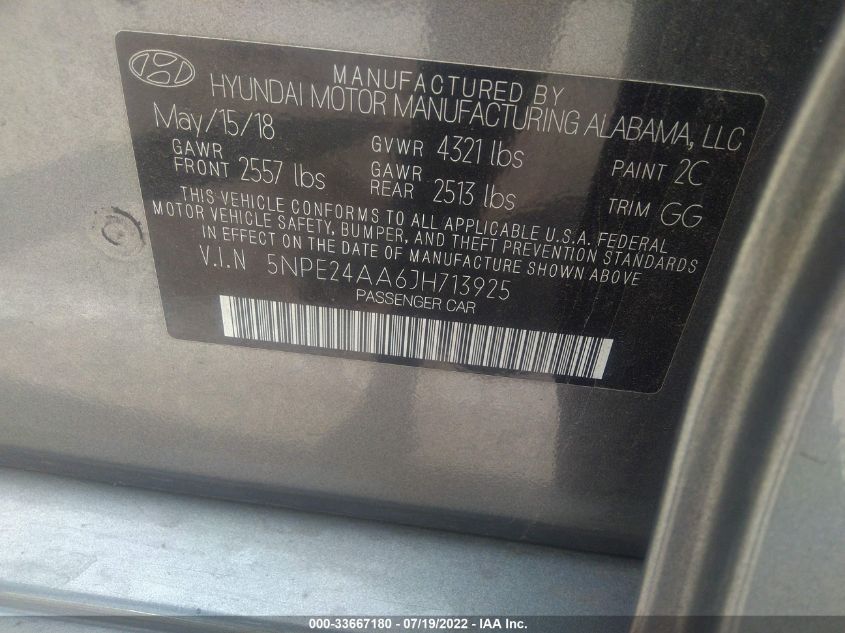 MANUFACTURED BY
HYUNDAI MOTOR MANUFACTURING ALABAMA, LLC
May/15/18 GVWR 4321 lbs PAINT 2C
GAWR FRONT 2557 lbs GAWR REAR 2513 lbs TRIM GG
THIS VEHICLE CONFORMS TO ALL APPLICABLE U.S.A. FEDERAL
MOTOR VEHICLE SAFETY, BUMPER, AND THEFT PREVENTION STANDARDS
IN EFFECT ON THE DATE OF MANUFACTURE SHOWN ABOVE
V.I.N 5NPE24AA6JH713925
PASSENGER CAR
000-33667180 - 07/19/2022 - IAA Inc.